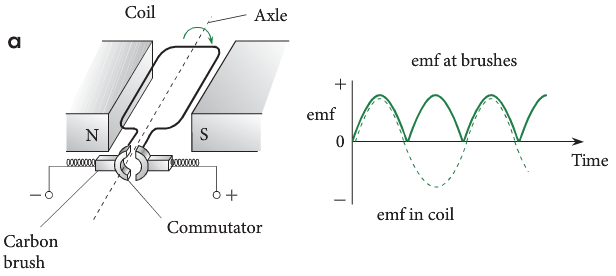 a
Coil
Axle
N
S
−
+
Carbon
brush
Commutator
emf at brushes
+
emf
0
−
Time
emf in coil